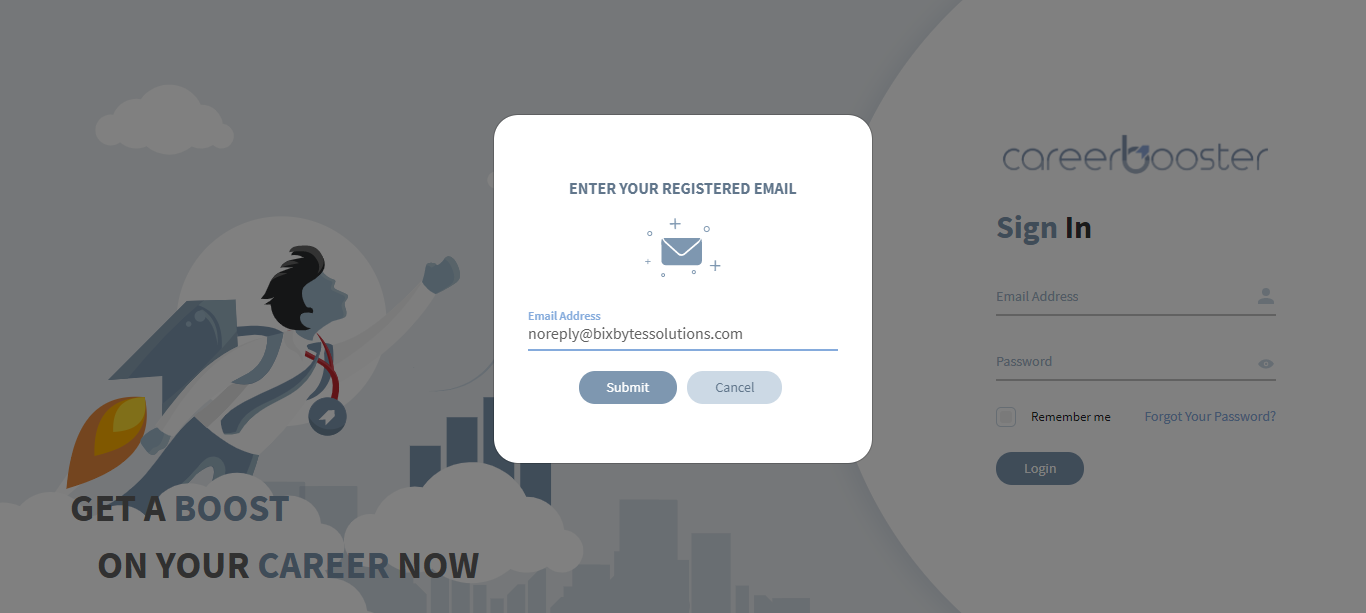 ENTER YOUR REGISTERED EMAIL
Email Address
noreply@bixbytessolutions.com
Submit Cancel
careerbooster
Sign In
Email Address
Password
Remember me Forgot Your Password?
Login
GET A BOOST
ON YOUR CAREER NOW